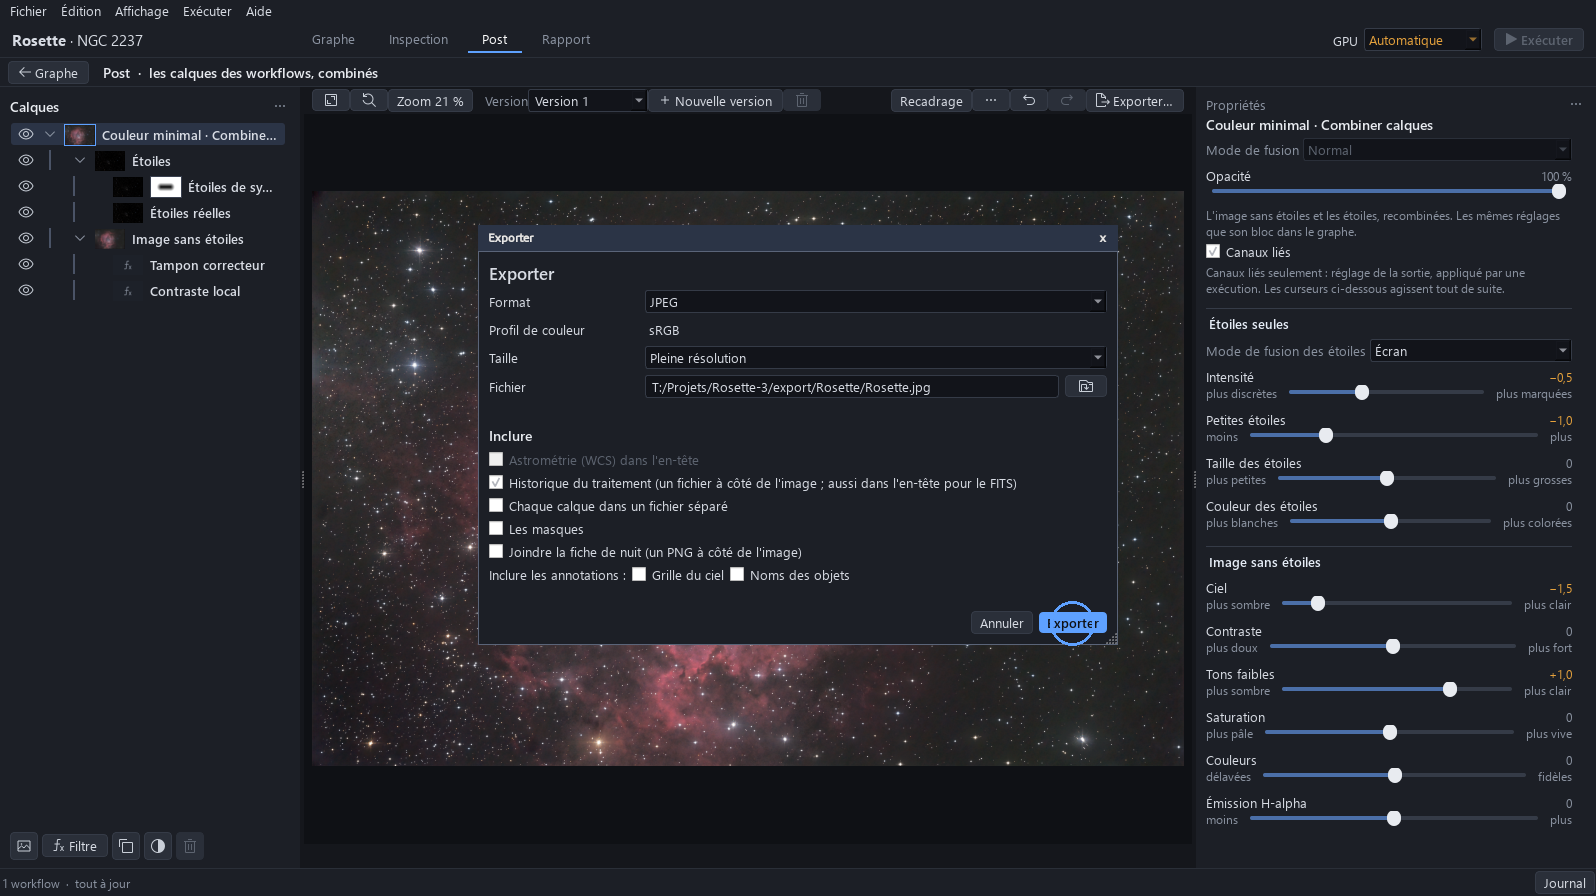 Fichier Édition Affichage Exécuter Aide
Rosette · NGC 2237
Graphe Inspection Post Rapport
GPU Automatique Exécuter
Graphe Post · les calques des workflows, combinés
Calques ...
Couleur minimal · Combine...
Étoiles
Étoiles de sy...
Étoiles réelles
Image sans étoiles
fx Tampon correcteur
fx Contraste local
fx Filtre
Zoom 21 % Version Version 1 + Nouvelle version
Recadrage ... Exporter...
Exporter x
Exporter
Format JPEG
Profil de couleur sRGB
Taille Pleine résolution
Fichier T:/Projets/Rosette-3/export/Rosette/Rosette.jpg
Inclure
Astrométrie (WCS) dans l'en-tête
Historique du traitement (un fichier à côté de l'image ; aussi dans l'en-tête pour le FITS)
Chaque calque dans un fichier séparé
Les masques
Joindre la fiche de nuit (un PNG à côté de l'image)
Inclure les annotations : Grille du ciel Noms des objets
Annuler Exporter
Propriétés ...
Couleur minimal · Combiner calques
Mode de fusion Normal
Opacité 100 %
L'image sans étoiles et les étoiles, recombinées. Les mêmes réglages
que son bloc dans le graphe.
Canaux liés
Canaux liés seulement : réglage de la sortie, appliqué par une
exécution. Les curseurs ci-dessous agissent tout de suite.
Étoiles seules
Mode de fusion des étoiles Écran
Intensité −0,5
plus discrètes plus marquées
Petites étoiles −1,0
moins plus
Taille des étoiles 0
plus petites plus grosses
Couleur des étoiles 0
plus blanches plus colorées
Image sans étoiles
Ciel −1,5
plus sombre plus clair
Contraste 0
plus doux plus fort
Tons faibles +1,0
plus sombre plus clair
Saturation 0
plus pâle plus vive
Couleurs 0
délavées fidèles
Émission H-alpha 0
moins plus
1 workflow · tout à jour
Journal